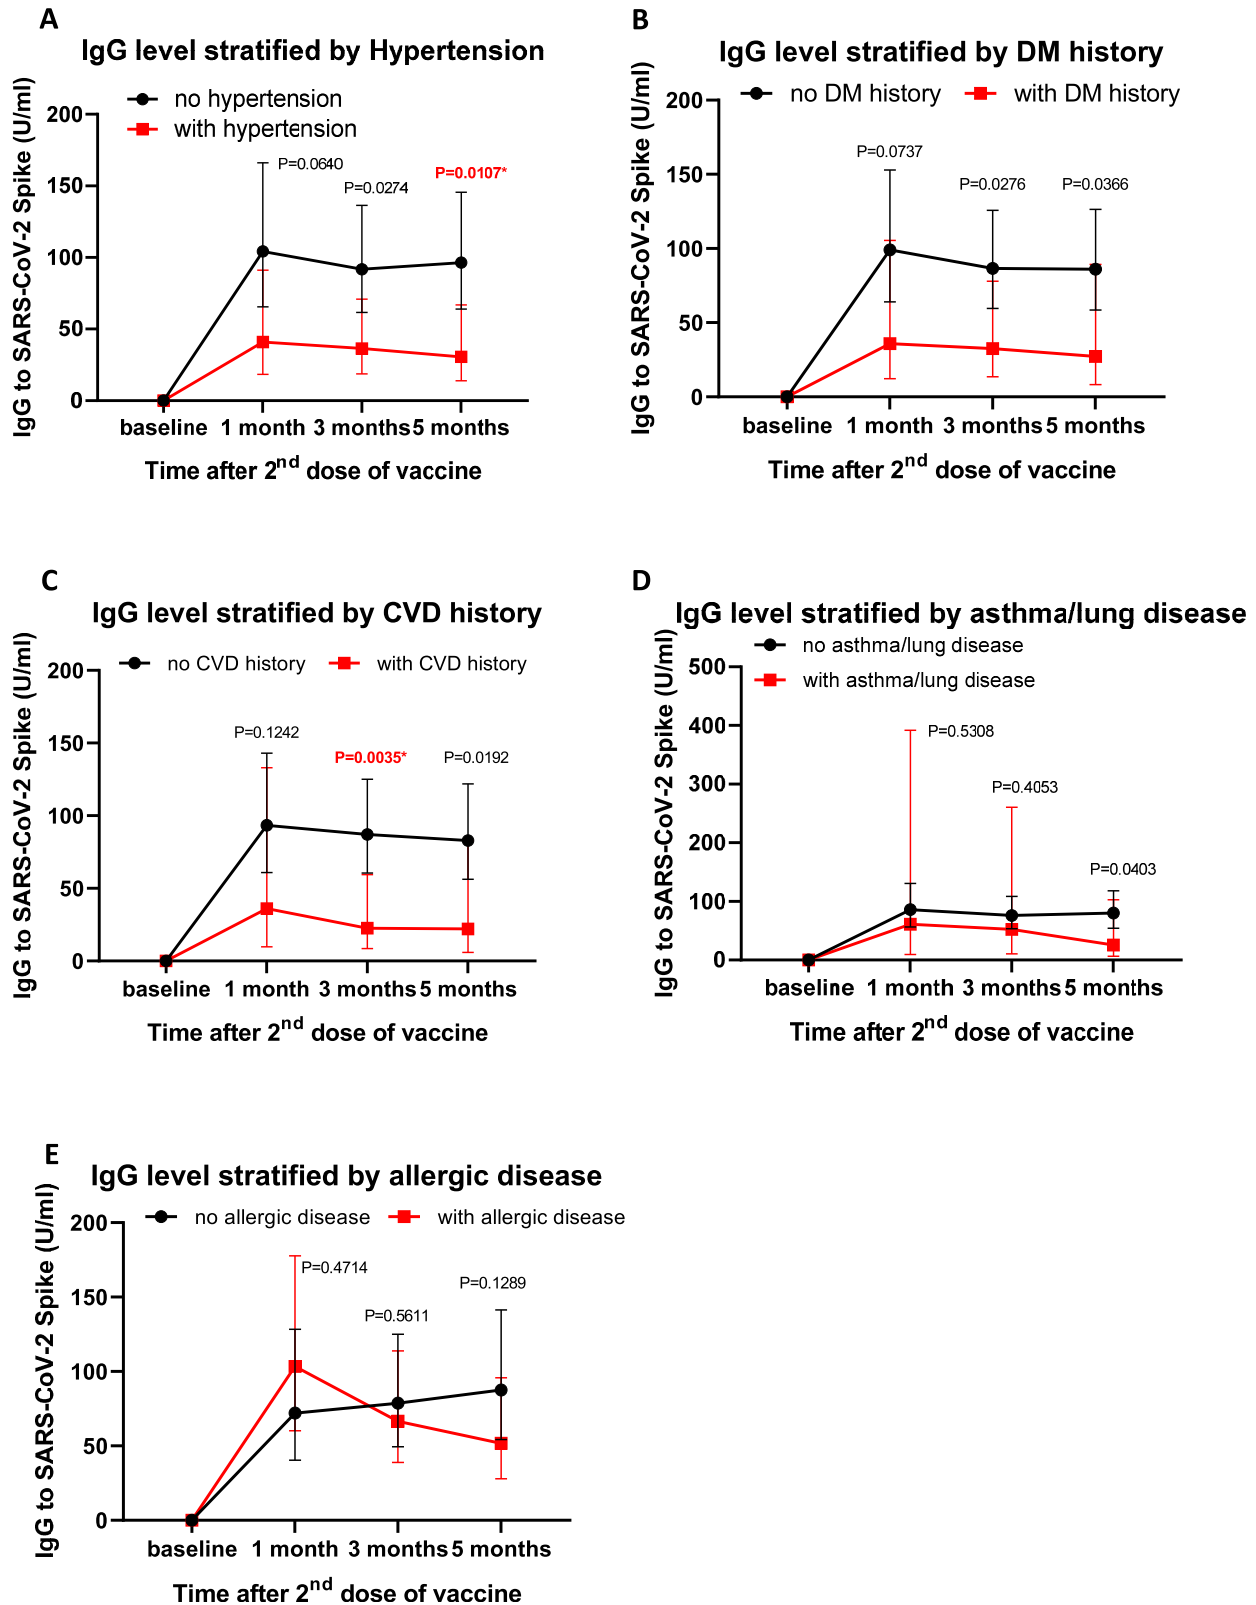 A
IgG level stratified by Hypertension
no hypertension
with hypertension
IgG to SARS-CoV-2 Spike (U/ml)
200
150
100
50
0
P=0.0640
P=0.0274
P=0.0107*
baseline 1 month 3 months 5 months
Time after 2nd dose of vaccine
B
IgG level stratified by DM history
no DM history with DM history
IgG to SARS-CoV-2 Spike (U/ml)
200
150
100
50
0
P=0.0737
P=0.0276 P=0.0366
baseline 1 month 3 months 5 months
Time after 2nd dose of vaccine
C
IgG level stratified by CVD history
no CVD history with CVD history
IgG to SARS-CoV-2 Spike (U/ml)
200
150
100
50
0
P=0.1242
P=0.0035* P=0.0192
baseline 1 month 3 months 5 months
Time after 2nd dose of vaccine
D
IgG level stratified by asthma/lung disease
no asthma/lung disease
with asthma/lung disease
IgG to SARS-CoV-2 Spike (U/ml)
500
400
300
200
100
0
P=0.5308
P=0.4053
P=0.0403
baseline 1 month 3 months 5 months
Time after 2nd dose of vaccine
E
IgG level stratified by allergic disease
no allergic disease with allergic disease
IgG to SARS-CoV-2 Spike (U/ml)
200
150
100
50
0
P=0.4714
P=0.5611
P=0.1289
baseline 1 month 3 months 5 months
Time after 2nd dose of vaccine